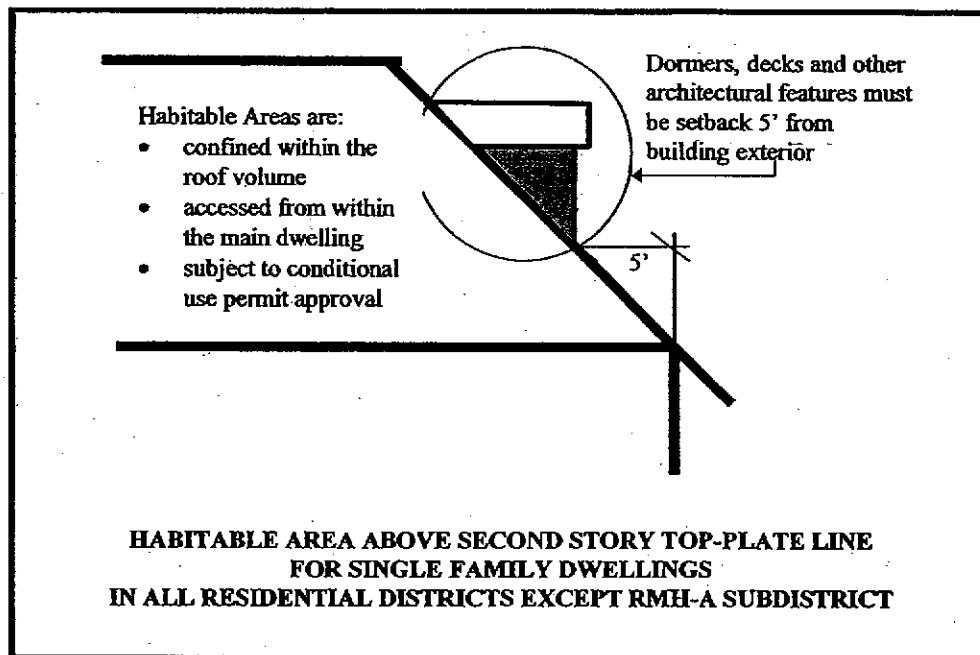 Habitable Areas are:
• confined within the
roof volume
• accessed from within
the main dwelling
• subject to conditional
use permit approval
Dormers, decks and other
architectural features must
be setback 5' from
building exterior
5'
HABITABLE AREA ABOVE SECOND STORY TOP-PLATE LINE
FOR SINGLE FAMILY DWELLINGS
IN ALL RESIDENTIAL DISTRICTS EXCEPT RMH-A SUBDISTRICT